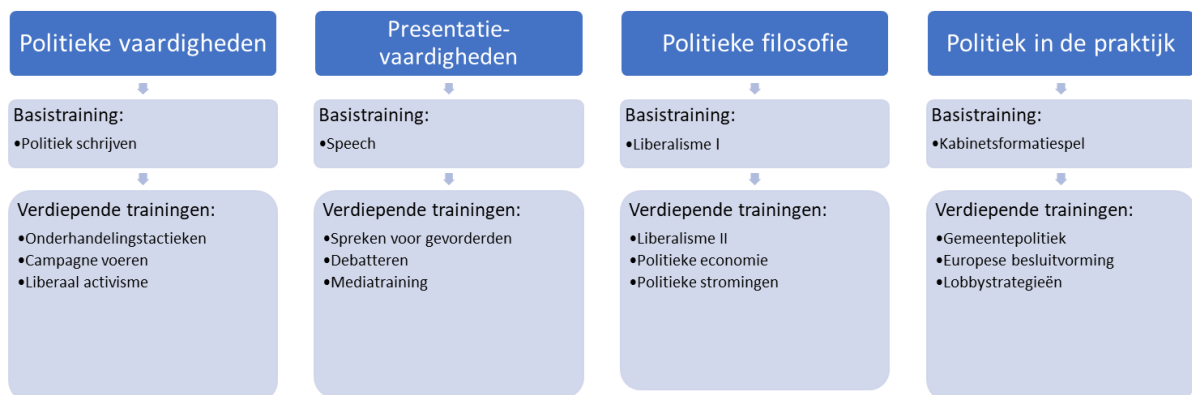 Politieke vaardigheden
Basistraining:
•Politiek schrijven
Verdiepende trainingen:
•Onderhandelingstactieken
•Campagne voeren
•Liberaal activisme
Presentatie-
vaardigheden
Basistraining:
•Speech
Verdiepende trainingen:
•Spreken voor gevorderden
•Debatteren
•Mediatraining
Politieke filosofie
Basistraining:
•Liberalisme I
Verdiepende trainingen:
•Liberalisme II
•Politieke economie
•Politieke stromingen
Politiek in de praktijk
Basistraining:
•Kabinetsformatiespel
Verdiepende trainingen:
•Gemeentepolitiek
•Europese besluitvorming
•Lobbystrategieën